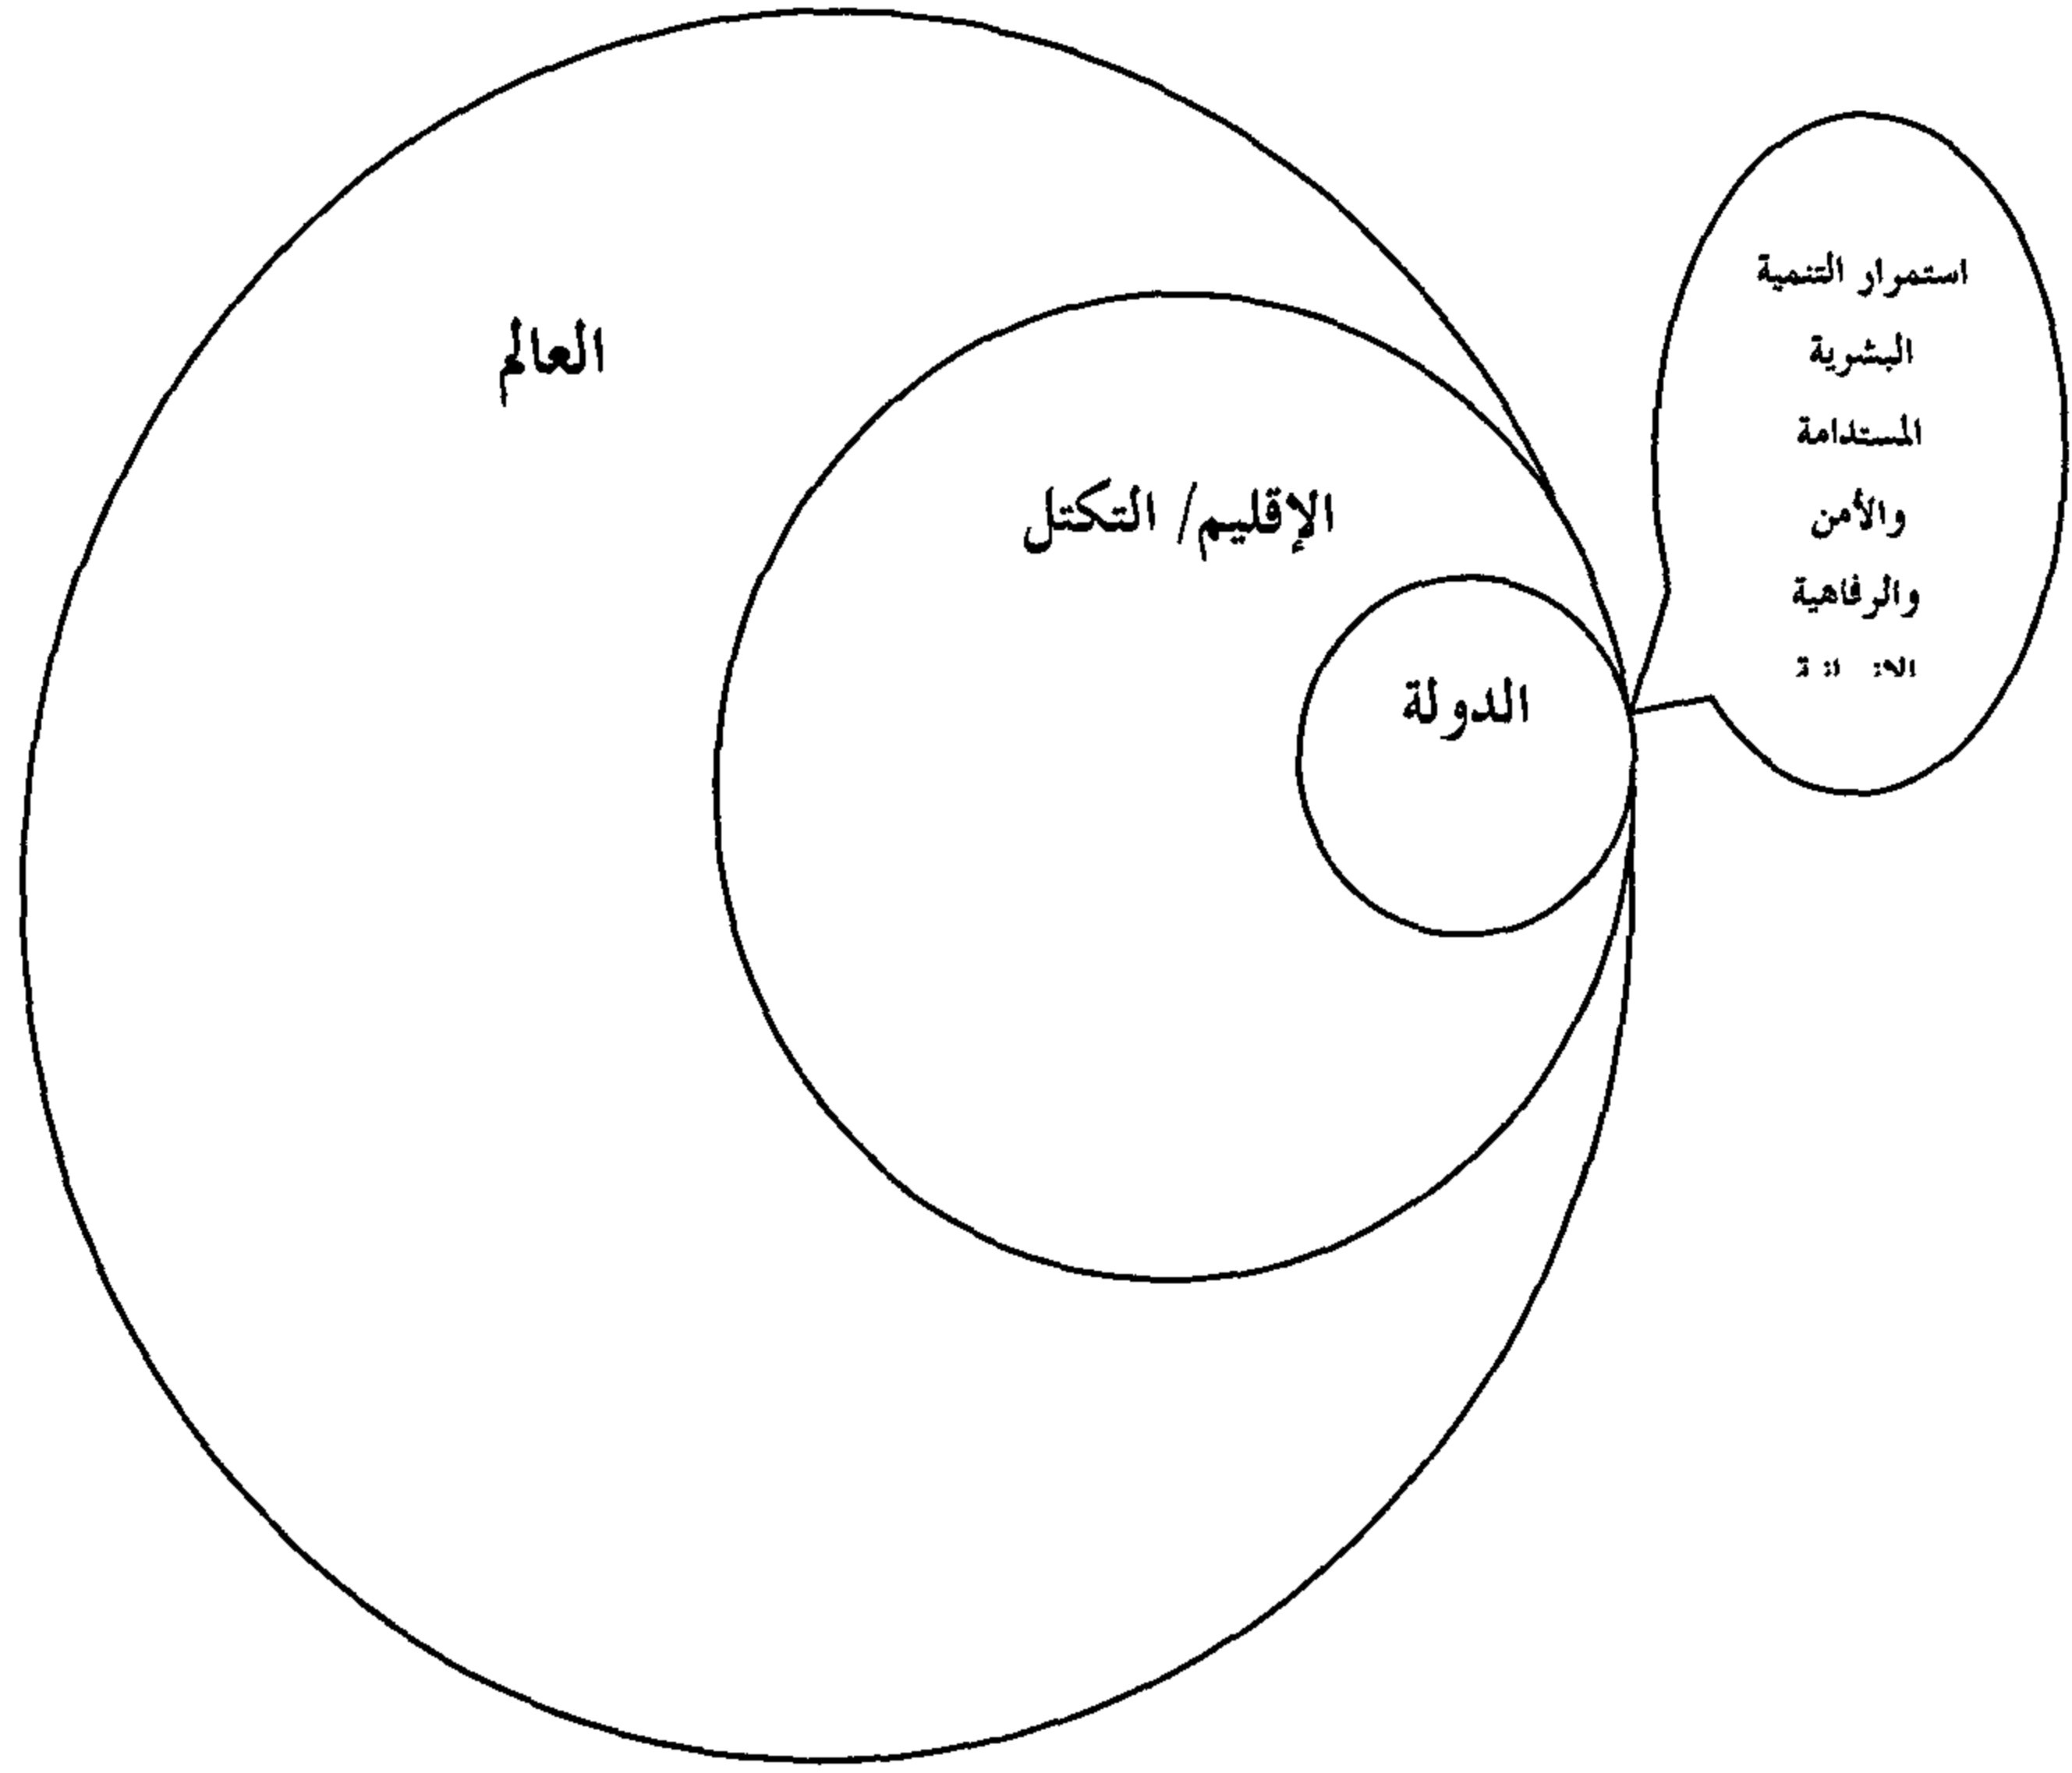 استمرار التنمية
البشرية
المستدامة
والأمن
والرفاهية
العالم
الإقليم/ التكتل
الدولة